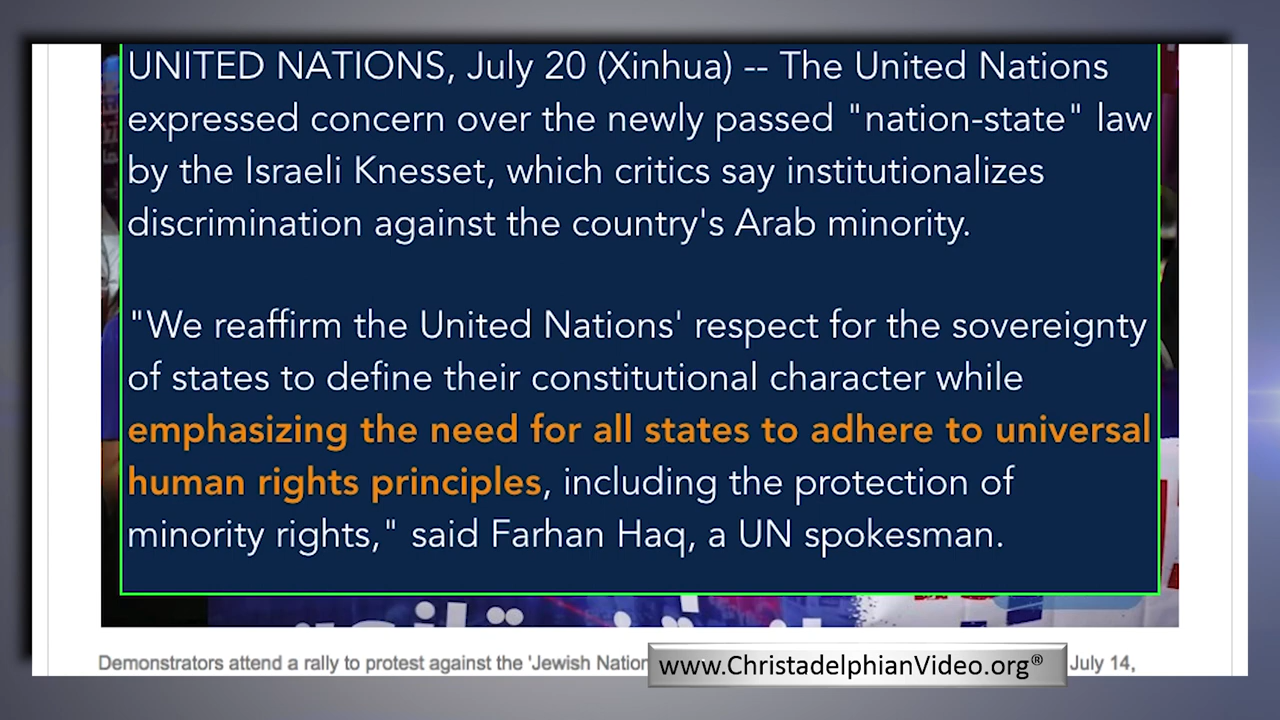 UNITED NATIONS, July 20 (Xinhua) -- The United Nations
expressed concern over the newly passed "nation-state" law
by the Israeli Knesset, which critics say institutionalizes
discrimination against the country's Arab minority.
"We reaffirm the United Nations' respect for the sovereignty
of states to define their constitutional character while
emphasizing the need for all states to adhere to universal
human rights principles, including the protection of
minority rights," said Farhan Haq, a UN spokesman.
Demonstrators attend a rally to protest against the 'Jewish July 14,
www.ChristadelphianVideo.org®